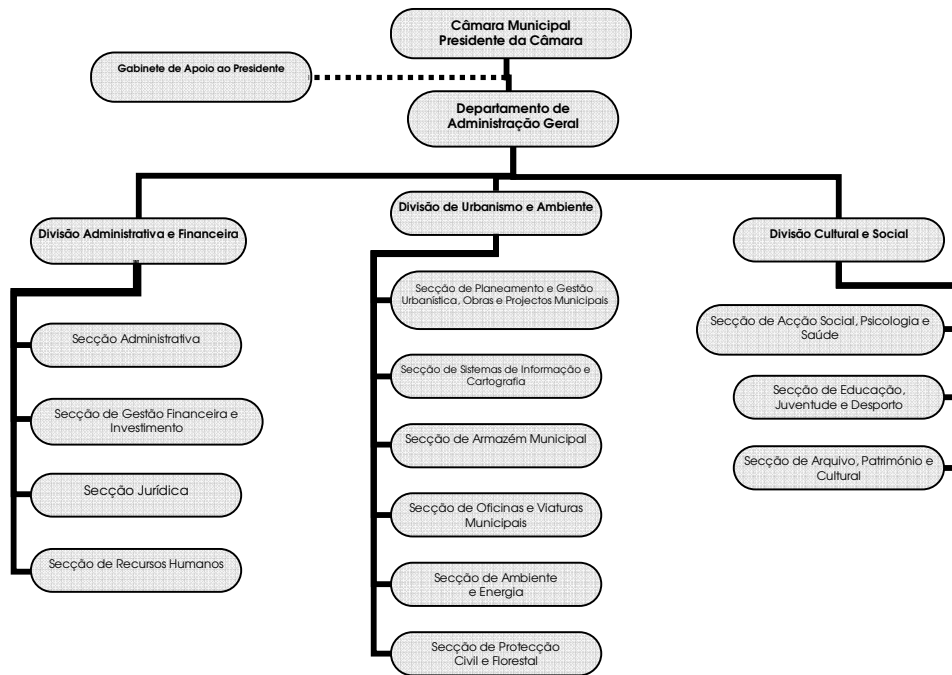 Câmara Municipal
Presidente da Câmara
Gabinete de Apoio ao Presidente
Departamento de
Administração Geral
Divisão Administrativa e Financeira
Secção Administrativa
Secção de Gestão Financeira e
Investimento
Secção Jurídica
Secção de Recursos Humanos
Divisão de Urbanismo e Ambiente
Secção de Planeamento e Gestão
Urbanística, Obras e Projectos Municipais
Secção de Sistemas de Informação e
Cartografia
Secção de Armazém Municipal
Secção de Oficinas e Viaturas
Municipais
Secção de Ambiente
e Energia
Secção de Protecção
Civil e Florestal
Divisão Cultural e Social
Secção de Acção Social, Psicologia e
Saúde
Secção de Educação,
Juventude e Desporto
Secção de Arquivo, Património e
Cultural